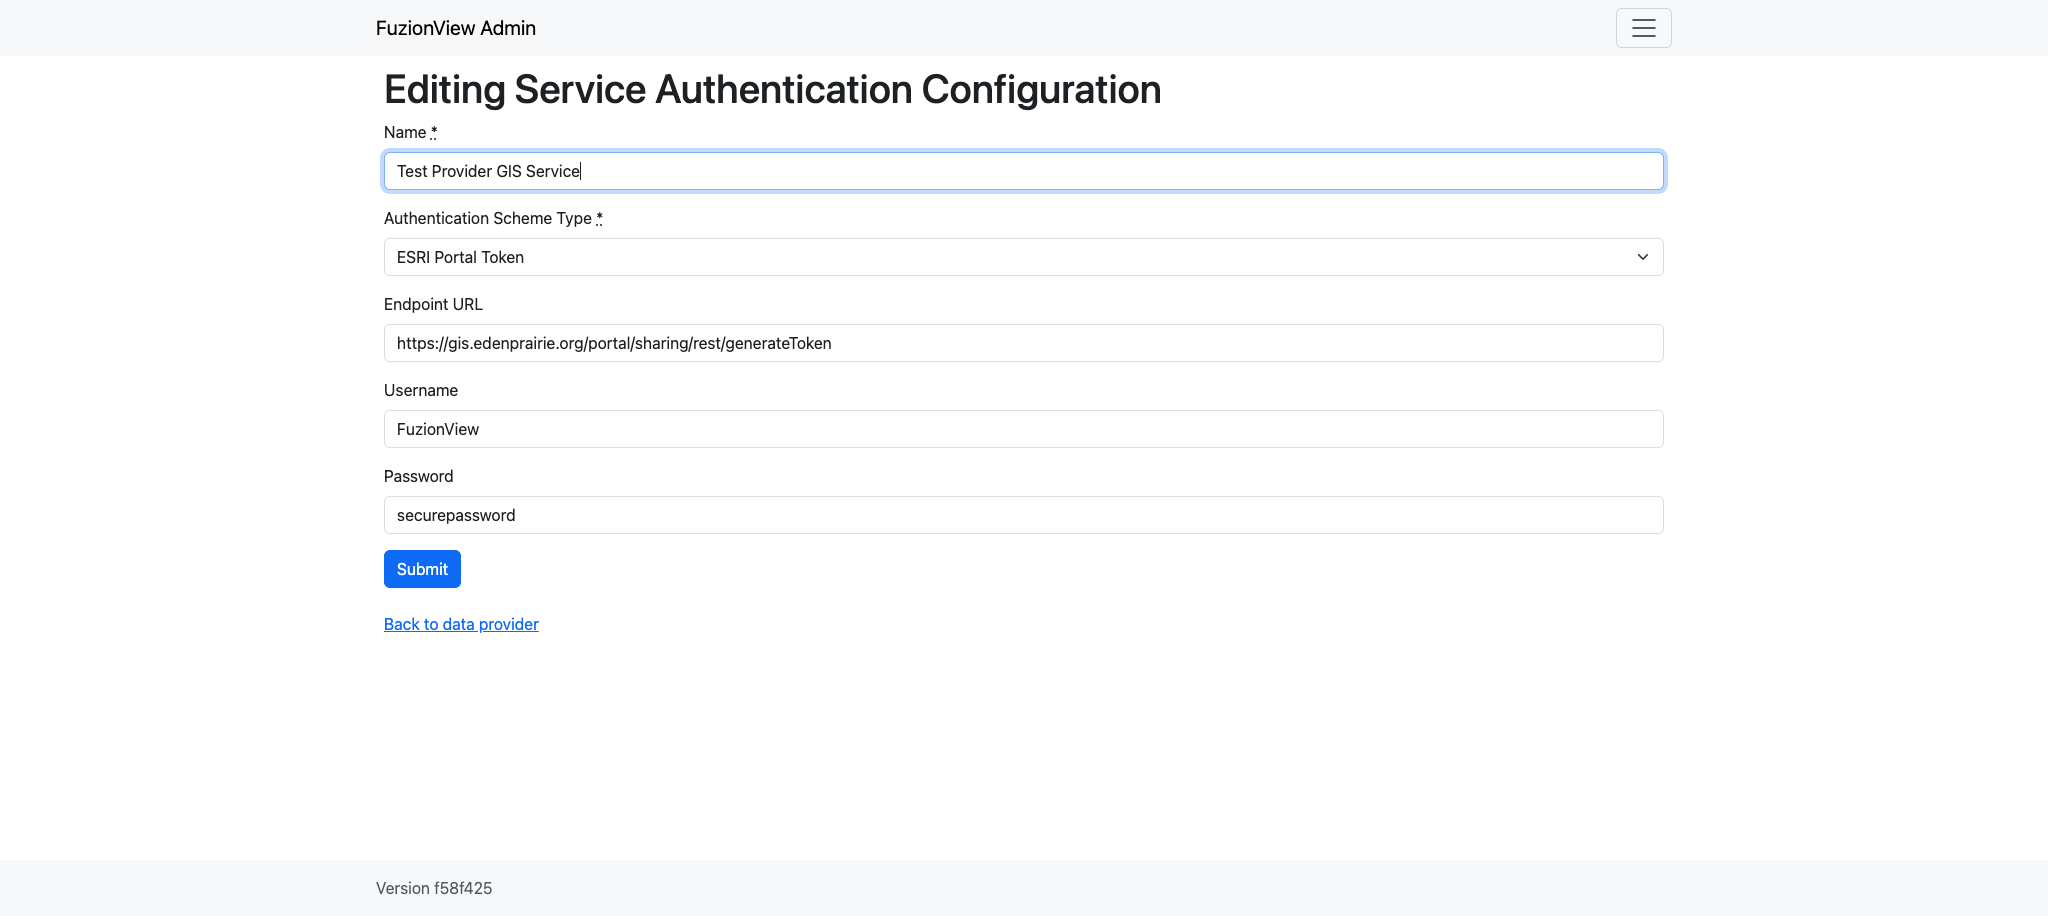 FuzionView Admin
Editing Service Authentication Configuration
Name *
Test Provider GIS Service
Authentication Scheme Type *
ESRI Portal Token
Endpoint URL
https://gis.edenprairie.org/portal/sharing/rest/generateToken
Username
FuzionView
Password
securepassword
Submit
Back to data provider
Version f58f425